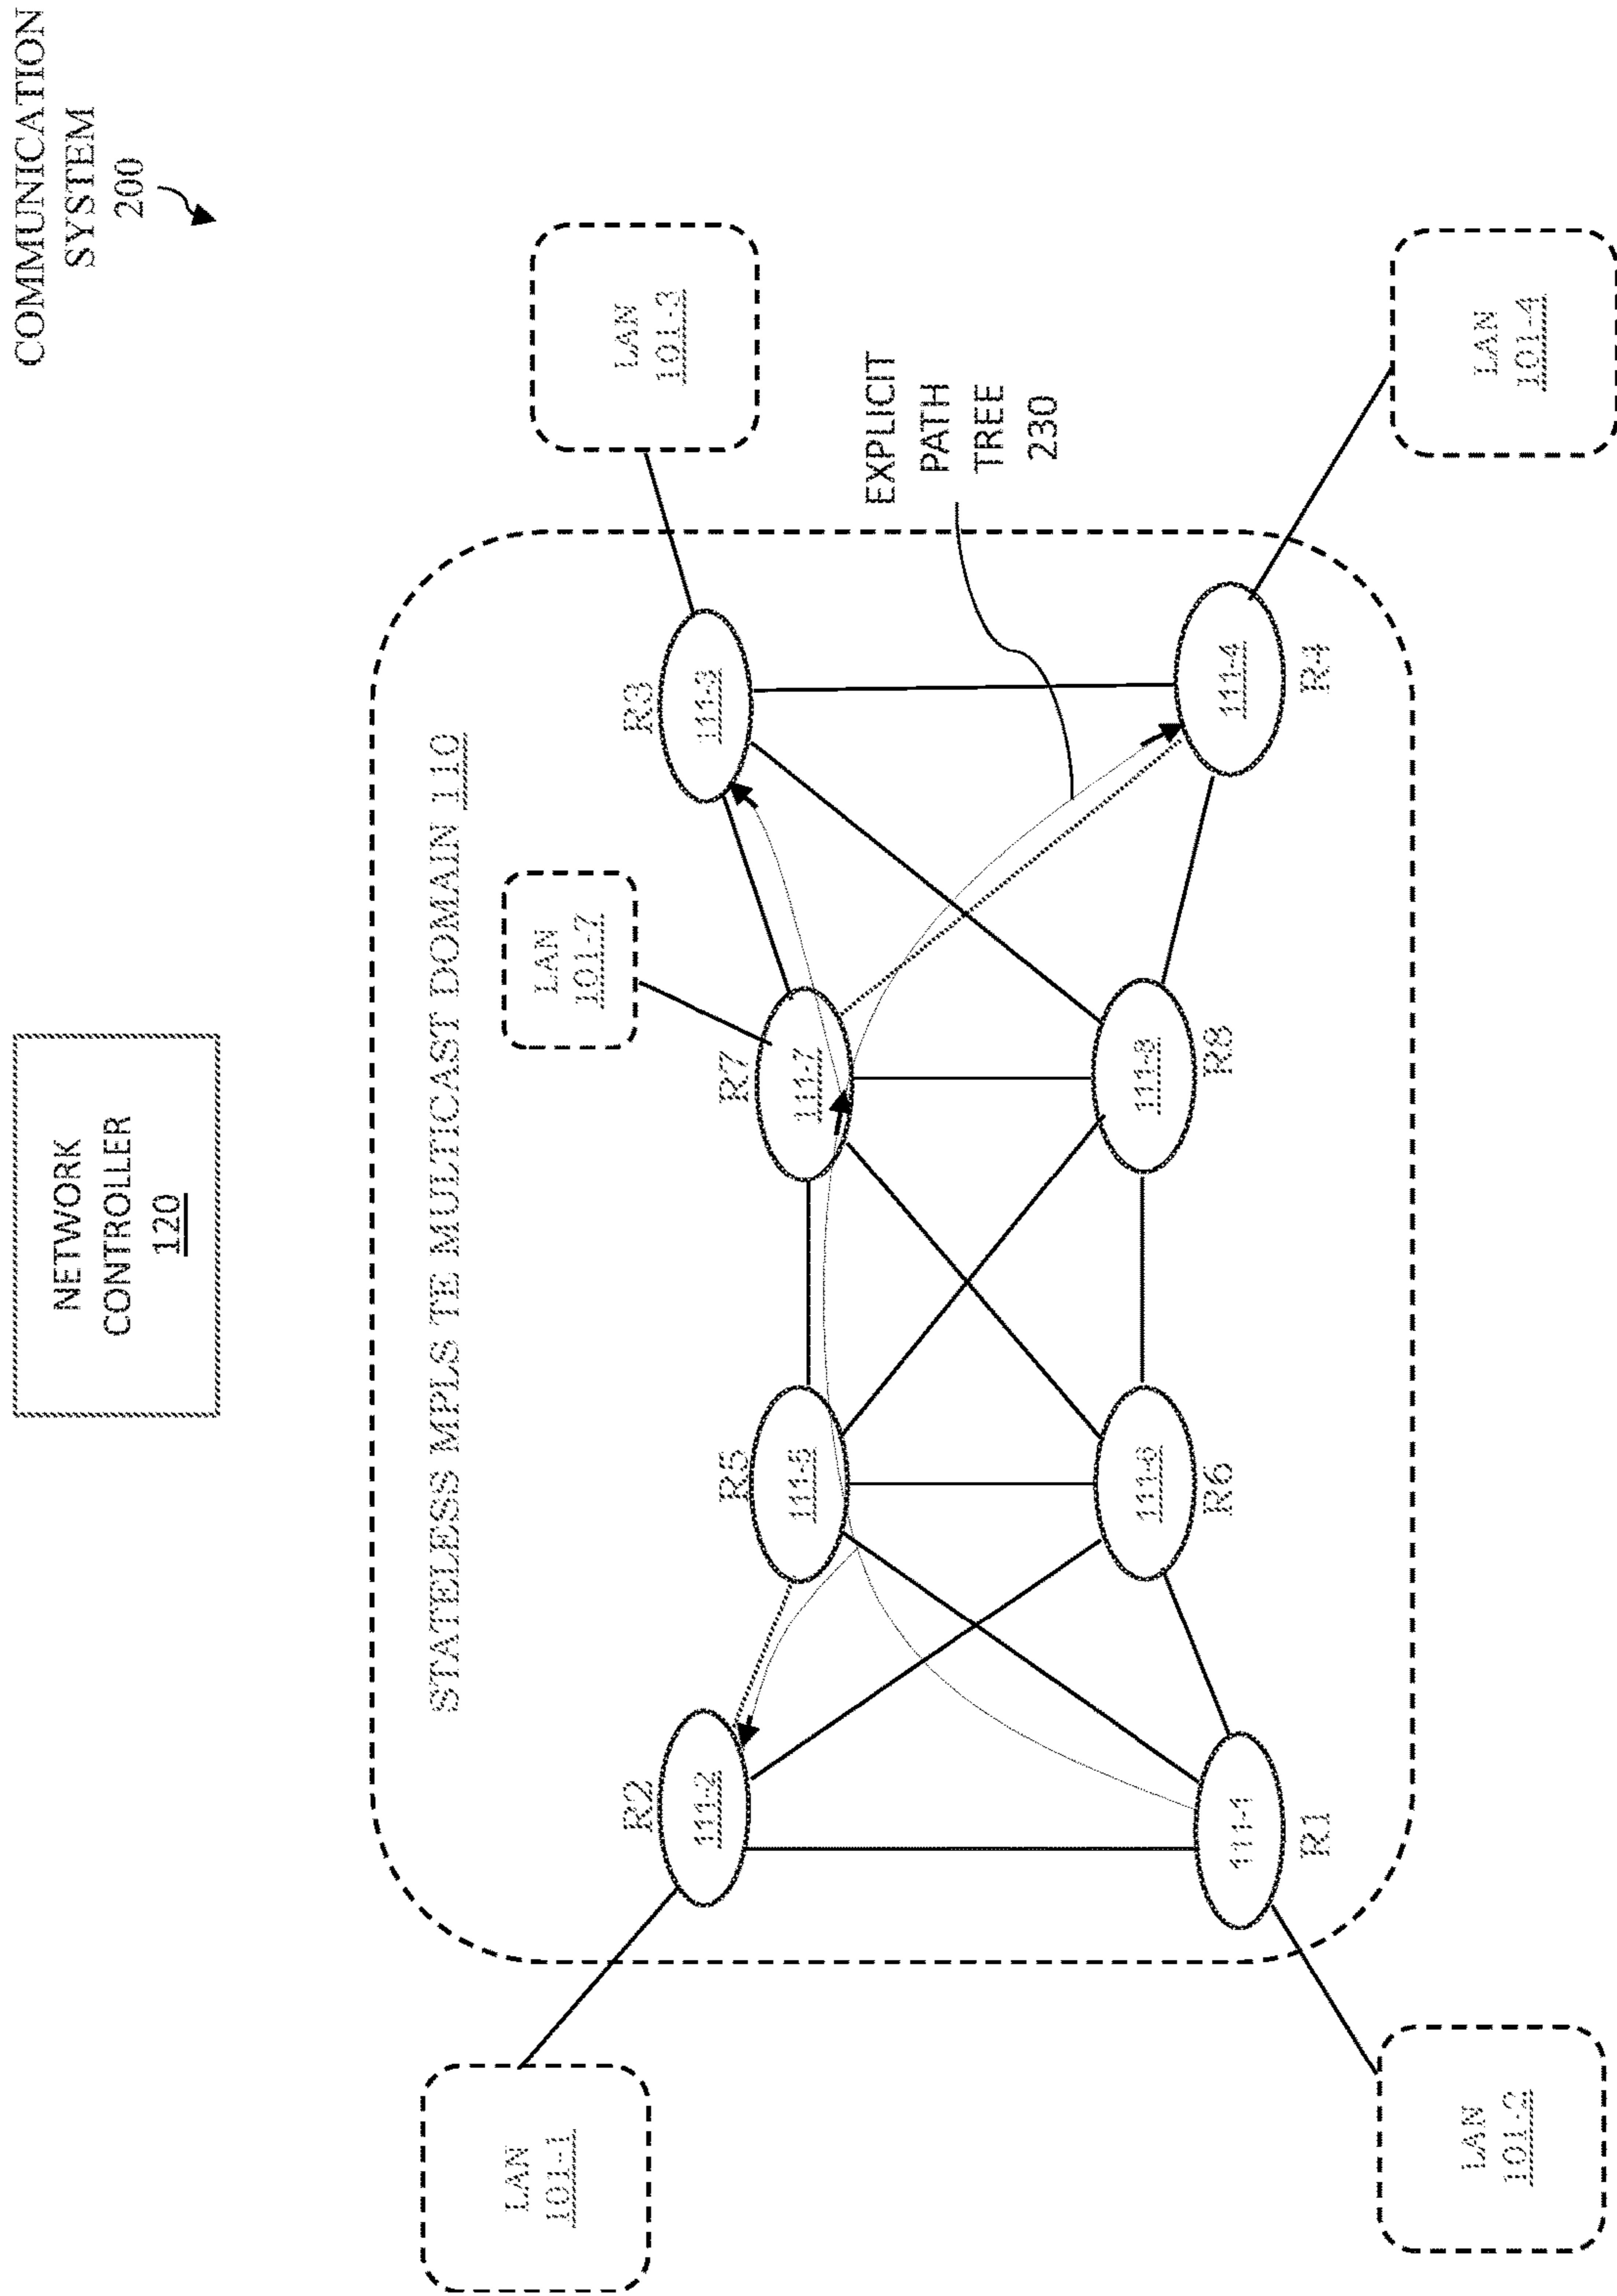 COMMUNICATION
SYSTEM
200
NETWORK
CONTROLLER
120
STATELESS MPLS TE MULTICAST DOMAIN 110
LAN
101-1
R2
111-2
R5
111-5
R7
111-7
LAN
101-7
R3
111-3
LAN
101-3
EXPLICIT
PATH
TREE
230
LAN
101-2
111-1
R1
111-6
R6
111-8
R8
111-4
R4
LAN
101-4